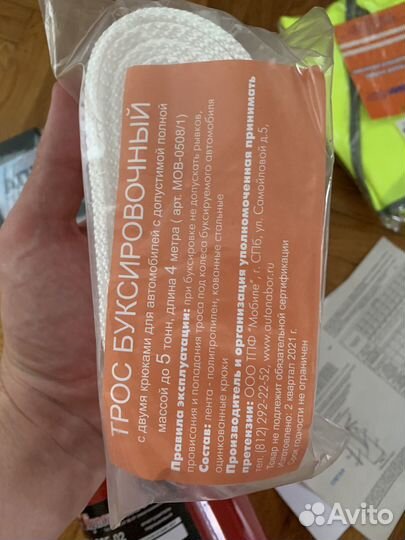 ТРОС БУКСИРОВОЧНЫЙ
с двумя крюками для автомобилей с допустимой полной
массой до 5 тонн, длина 4 метра ( арт. МОВ-0508/1)
Правила эксплуатации: при буксировке не допускать рывков,
провисания и попадания троса под колеса буксируемого автомобиля
Состав: лента - полипропилен, кованные стальные
оцинкованные крюки
Производитель и организация уполномоченная принимать
претензии: ООО ТПФ "Мобиле", г. СПб, ул. Самойловой д.5,
тел. (812) 292-22-52, www.autonabor.ru
Товар не подлежит обязательной сертификации
Изготовлено: 2 квартал 2021 г.
Срок годности не ограничен
Avito